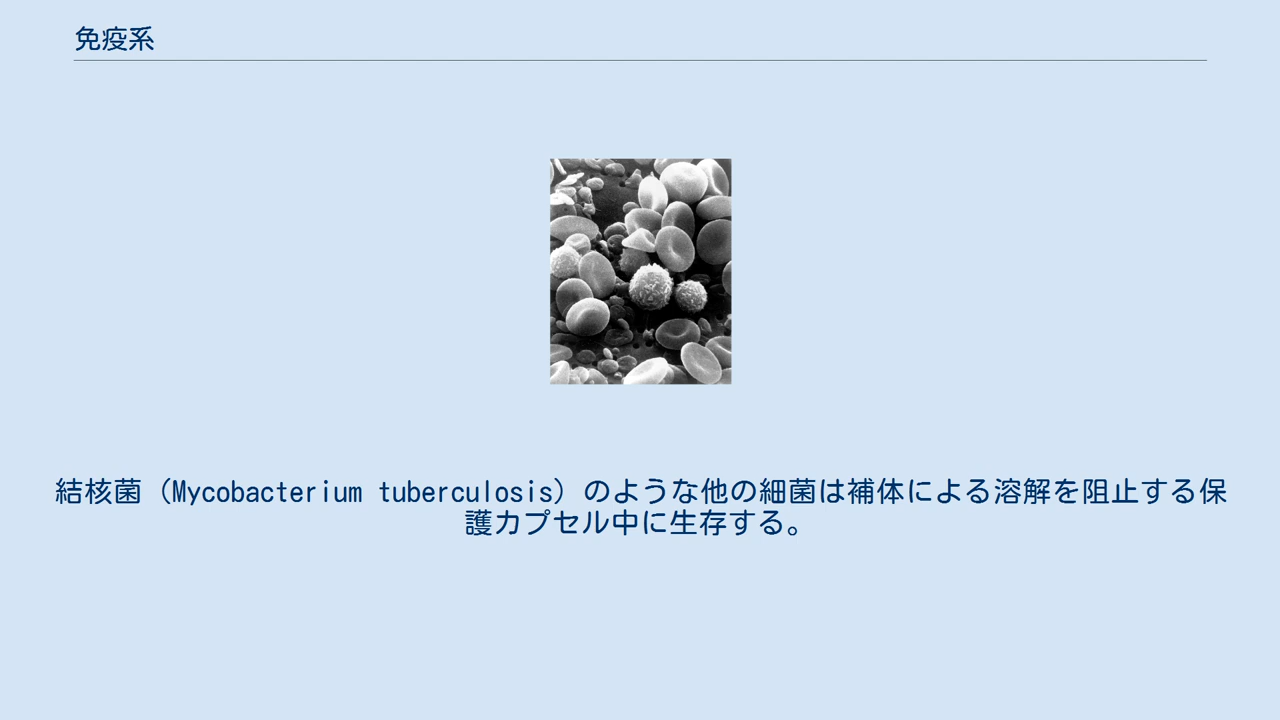 免疫系
結核菌（Mycobacterium tuberculosis）のような他の細菌は補体による溶解を阻止する保
護カプセル中に生存する。